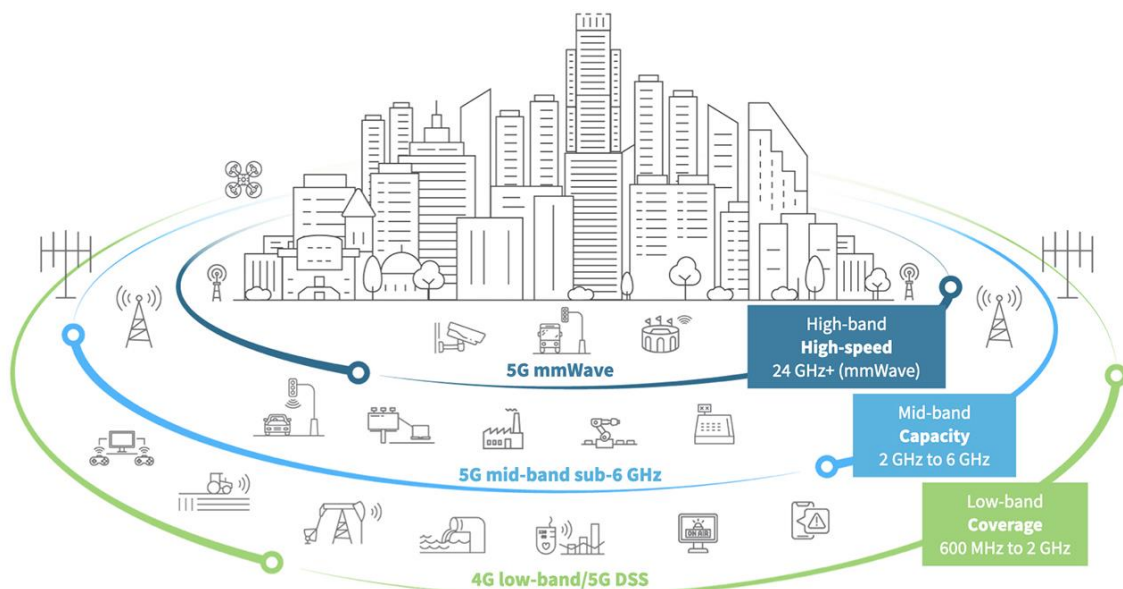 High-band
High-speed
24 GHz+ (mmWave)
5G mmWave
Mid-band
Capacity
2 GHz to 6 GHz
5G mid-band sub-6 GHz
Low-band
Coverage
600 MHz to 2 GHz
ON AIR
4G low-band/5G DSS